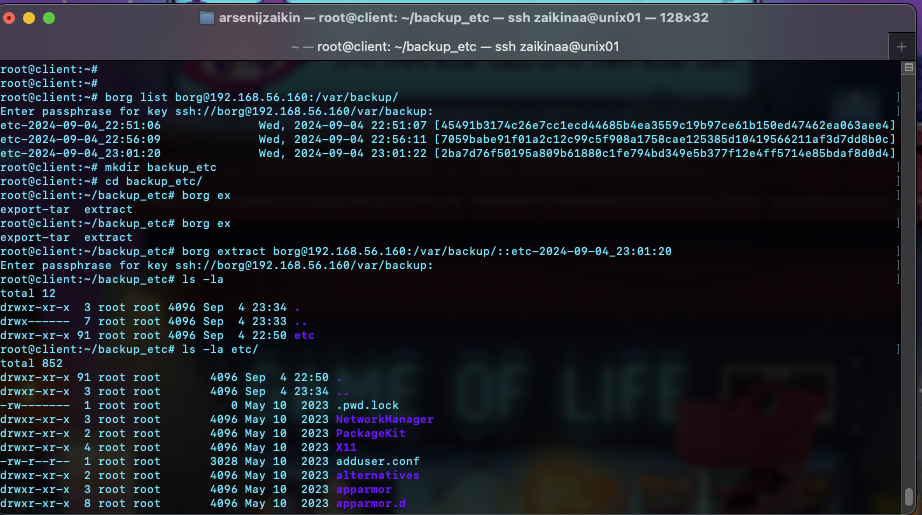 arsenijzaikin — root@client: ~/backup_etc — ssh zaikinaa@unix01 — 128×32
~ — root@client: ~/backup_etc — ssh zaikinaa@unix01
root@client:~#
root@client:~#
root@client:~# borg list borg@192.168.56.160:/var/backup/
Enter passphrase for key ssh://borg@192.168.56.160/var/backup:
etc-2024-09-04_22:51:06 Wed, 2024-09-04 22:51:07 [45491b3174c26e7cc1ecd44685b4ea3559c19b97ce61b150ed47462ea063aee4]
etc-2024-09-04_22:56:09 Wed, 2024-09-04 22:56:11 [7059babe91f01a2c12c99c5f908a1758cae125385d10419566211af3d7dd8b0c]
etc-2024-09-04_23:01:20 Wed, 2024-09-04 23:01:22 [2ba7d76f50195a809b61880c1fe794bd349e5b377f12e4ff5714e85bdaf8d0d4]
root@client:~# mkdir backup_etc
root@client:~# cd backup_etc/
root@client:~/backup_etc# borg ex
export-tar extract
root@client:~/backup_etc# borg ex
export-tar extract
root@client:~/backup_etc# borg extract borg@192.168.56.160:/var/backup/::etc-2024-09-04_23:01:20
Enter passphrase for key ssh://borg@192.168.56.160/var/backup:
root@client:~/backup_etc# ls -la
total 12
drwxr-xr-x 3 root root 4096 Sep 4 23:34 .
drwx------ 7 root root 4096 Sep 4 23:33 ..
drwxr-xr-x 91 root root 4096 Sep 4 22:50 etc
root@client:~/backup_etc# ls -la etc/
total 852
drwxr-xr-x 91 root root 4096 Sep 4 22:50 .
drwxr-xr-x 3 root root 4096 Sep 4 23:34 ..
-rw------- 1 root root 0 May 10 2023 .pwd.lock
drwxr-xr-x 3 root root 4096 May 10 2023 NetworkManager
drwxr-xr-x 2 root root 4096 May 10 2023 PackageKit
drwxr-xr-x 4 root root 4096 May 10 2023 X11
-rw-r--r-- 1 root root 3028 May 10 2023 adduser.conf
drwxr-xr-x 2 root root 4096 May 10 2023 alternatives
drwxr-xr-x 3 root root 4096 May 10 2023 apparmor
drwxr-xr-x 8 root root 4096 May 10 2023 apparmor.d